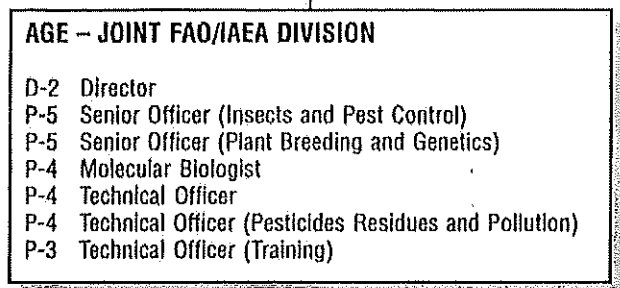 AGE – JOINT FAO/IAEA DIVISION
D-2 Director
P-5 Senior Officer (Insects and Pest Control)
P-5 Senior Officer (Plant Breeding and Genetics)
P-4 Molecular Biologist
P-4 Technical Officer
P-4 Technical Officer (Pesticides Residues and Pollution)
P-3 Technical Officer (Training)